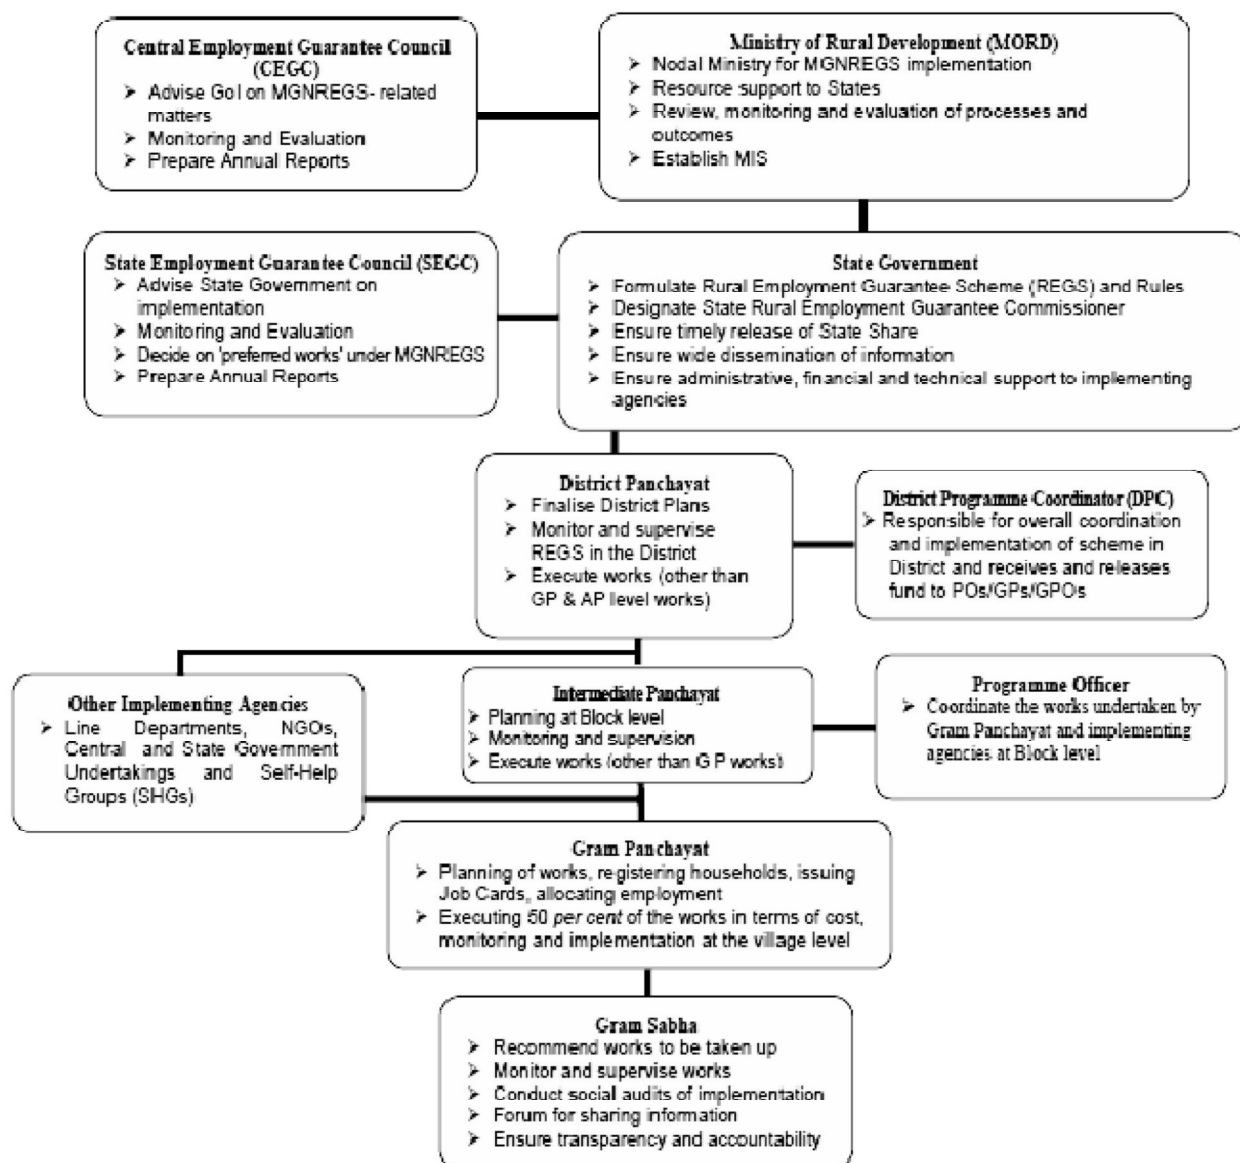 Central Employment Guarantee Council
(CEGC)
➢ Advise GoI on MGNREGS- related
matters
➢ Monitoring and Evaluation
➢ Prepare Annual Reports
Ministry of Rural Development (MORD)
➢ Nodal Ministry for MGNREGS implementation
➢ Resource support to States
➢ Review, monitoring and evaluation of processes and
outcomes
➢ Establish MIS
State Employment Guarantee Council (SEGC)
➢ Advise State Government on
implementation
➢ Monitoring and Evaluation
➢ Decide on 'preferred works' under MGNREGS
➢ Prepare Annual Reports
State Government
➢ Formulate Rural Employment Guarantee Scheme (REGS) and Rules
➢ Designate State Rural Employment Guarantee Commissioner
➢ Ensure timely release of State Share
➢ Ensure wide dissemination of information
➢ Ensure administrative, financial and technical support to implementing
agencies
District Panchayat
➢ Finalise District Plans
➢ Monitor and supervise
REGS in the District
➢ Execute works (other than
GP & AP level works)
District Programme Coordinator (DPC)
➢ Responsible for overall coordination
and implementation of scheme in
District and receives and releases
fund to POs/GPs/GPOs
Other Implementing Agencies
➢ Line Departments, NGOs,
Central and State Government
Undertakings and Self-Help
Groups (SHGs)
Intermediate Panchayat
➢ Planning at Block level
➢ Monitoring and supervision
➢ Execute works (other than G P works)
Programme Officer
➢ Coordinate the works undertaken by
Gram Panchayat and implementing
agencies at Block level
Gram Panchayat
➢ Planning of works, registering households, issuing
Job Cards, allocating employment
➢ Executing 50 per cent of the works in terms of cost,
monitoring and implementation at the village level
Gram Sabha
➢ Recommend works to be taken up
➢ Monitor and supervise works
➢ Conduct social audits of implementation
➢ Forum for sharing information
➢ Ensure transparency and accountability